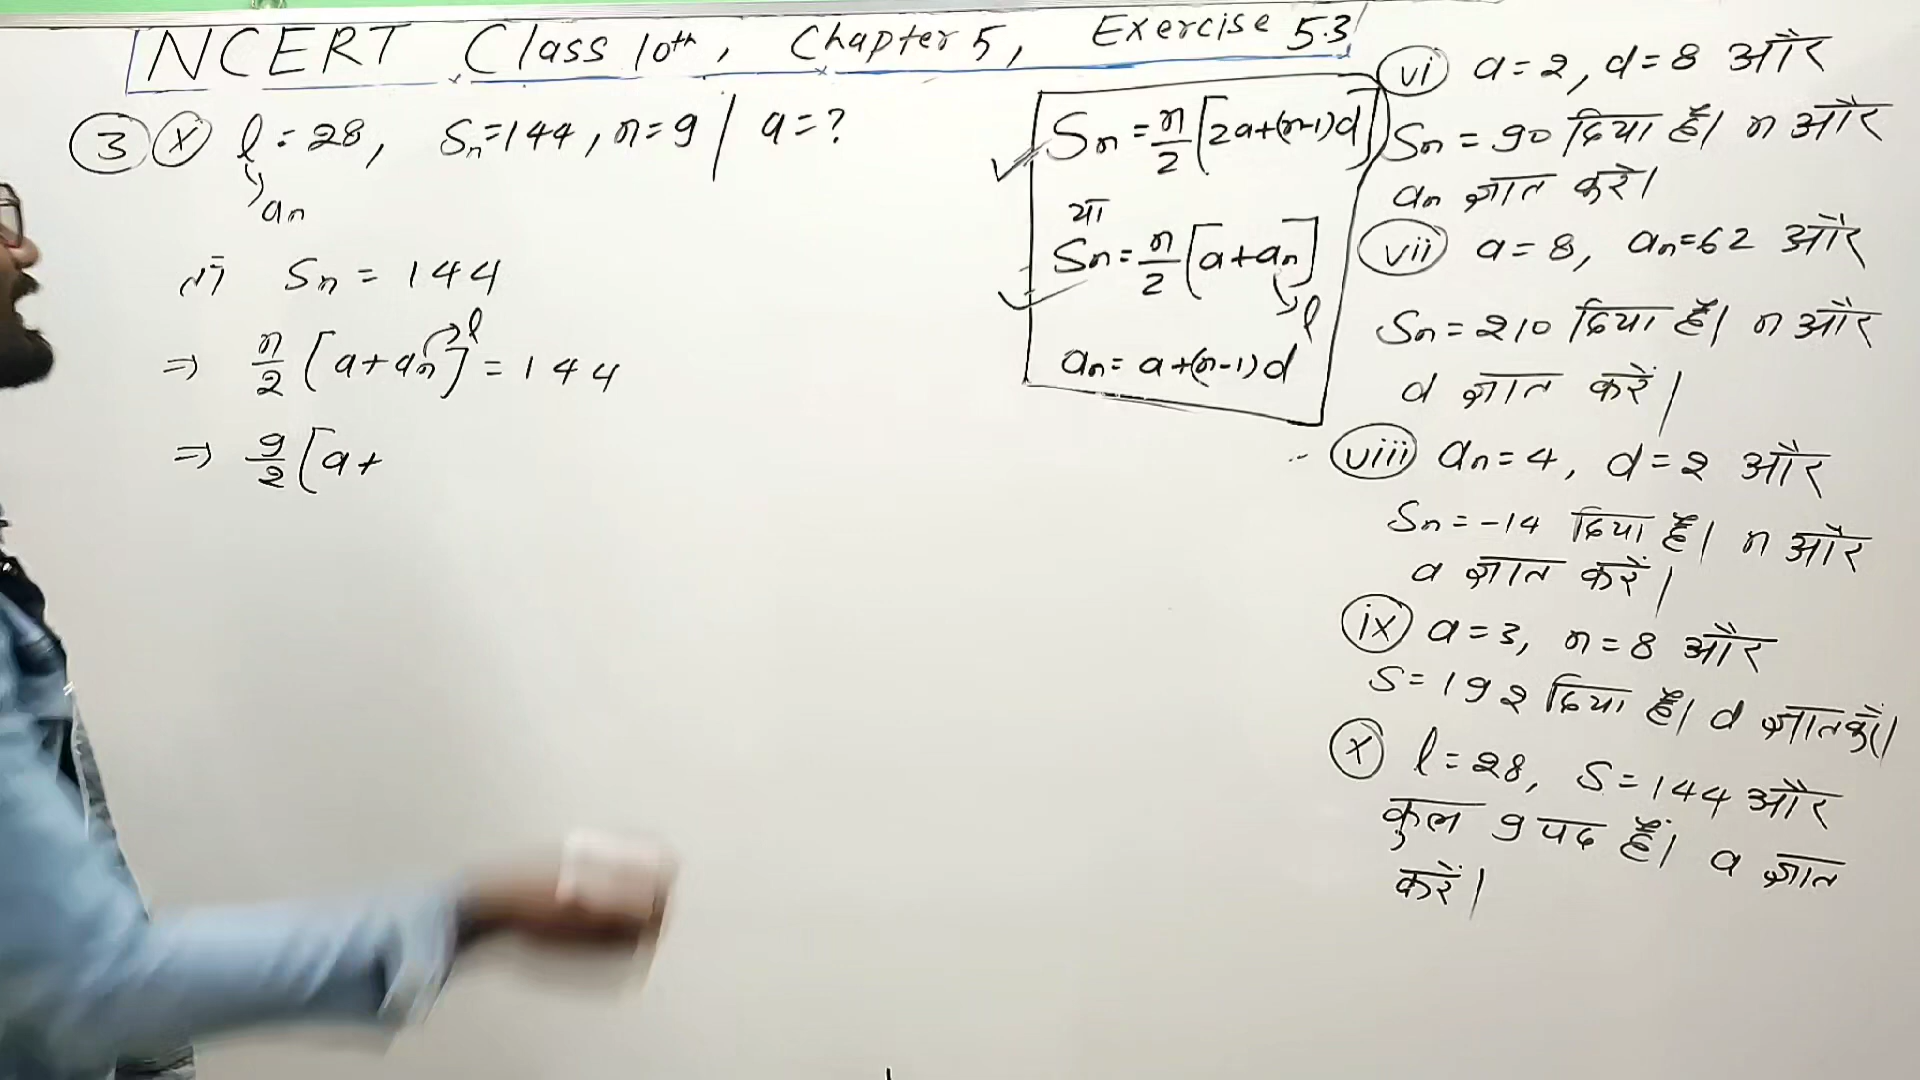 NCERT Class 10th, Chapter 5, Exercise 5.3
3 x l = 28, Sn = 144, n = 9 | a = ?
an
Sn = 144
⇒ n/2 [a + an] = 144
l
⇒ 9/2 [a +
Sn = n/2 [2a + (n-1)d]
या
Sn = n/2 [a + an]
l
an = a + (n-1)d
vi a = 2, d = 8 और
Sn = 90 दिया है। n और
an ज्ञात करें।
vii a = 8, an = 62 और
Sn = 210 दिया है। n और
d ज्ञात करें।
viii an = 4, d = 2 और
Sn = -14 दिया है। n और
a ज्ञात करें।
ix a = 3, n = 8 और
S = 192 दिया है। d ज्ञात करें।
x l = 28, S = 144 और
कुल 9 पद हैं। a ज्ञात
करें।